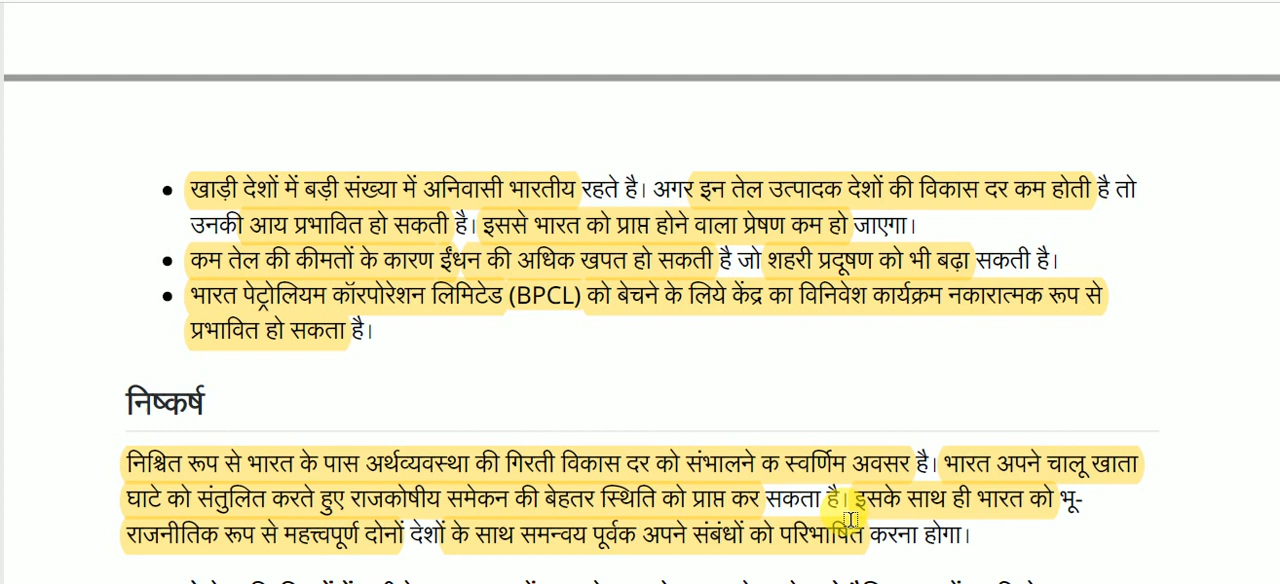 खाड़ी देशों में बड़ी संख्या में अनिवासी भारतीय रहते है। अगर इन तेल उत्पादक देशों की विकास दर कम होती है तो
उनकी आय प्रभावित हो सकती है। इससे भारत को प्राप्त होने वाला प्रेषण कम हो जाएगा।
कम तेल की कीमतों के कारण ईंधन की अधिक खपत हो सकती है जो शहरी प्रदूषण को भी बढ़ा सकती है।
भारत पेट्रोलियम कॉरपोरेशन लिमिटेड (BPCL) को बेचने के लिये केंद्र का विनिवेश कार्यक्रम नकारात्मक रूप से
प्रभावित हो सकता है।
निष्कर्ष
निश्चित रूप से भारत के पास अर्थव्यवस्था की गिरती विकास दर को संभालने क स्वर्णिम अवसर है। भारत अपने चालू खाता
घाटे को संतुलित करते हुए राजकोषीय समेकन की बेहतर स्थिति को प्राप्त कर सकता है। इसके साथ ही भारत को भू-
राजनीतिक रूप से महत्त्वपूर्ण दोनों देशों के साथ समन्वय पूर्वक अपने संबंधों को परिभाषित करना होगा।